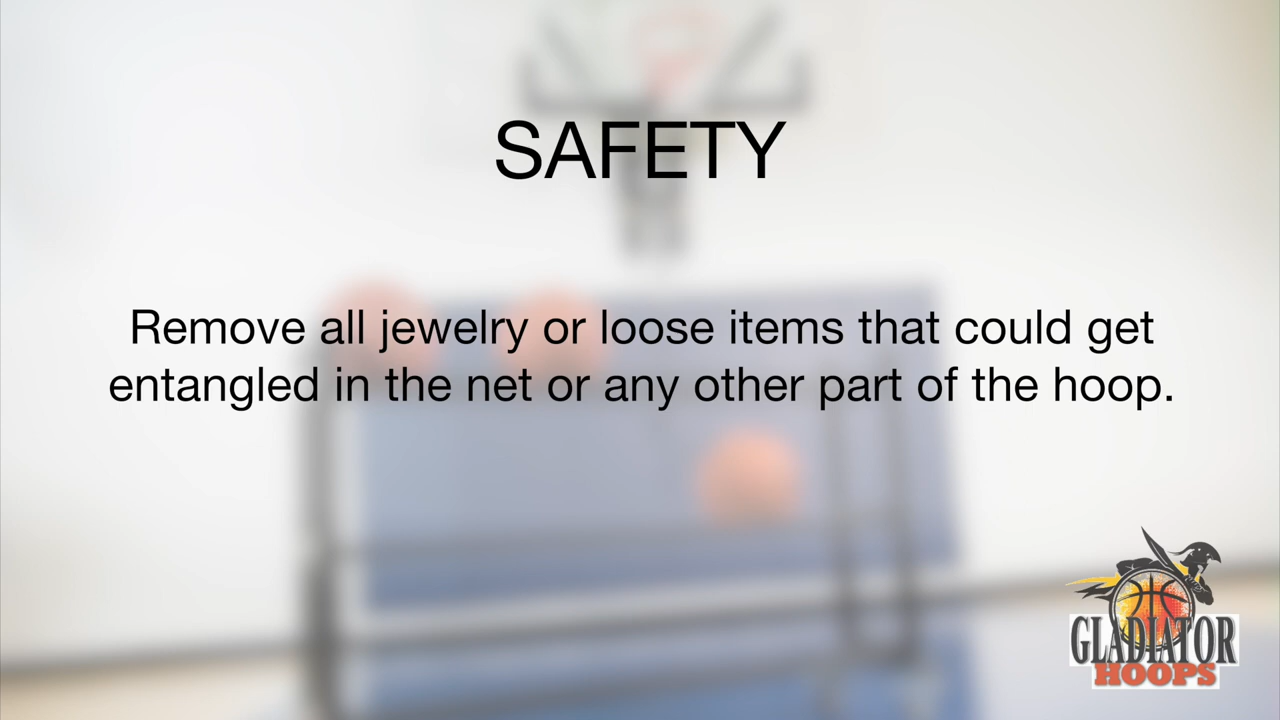 SAFETY
Remove all jewelry or loose items that could get
entangled in the net or any other part of the hoop.
GLADIATOR
HOOPS